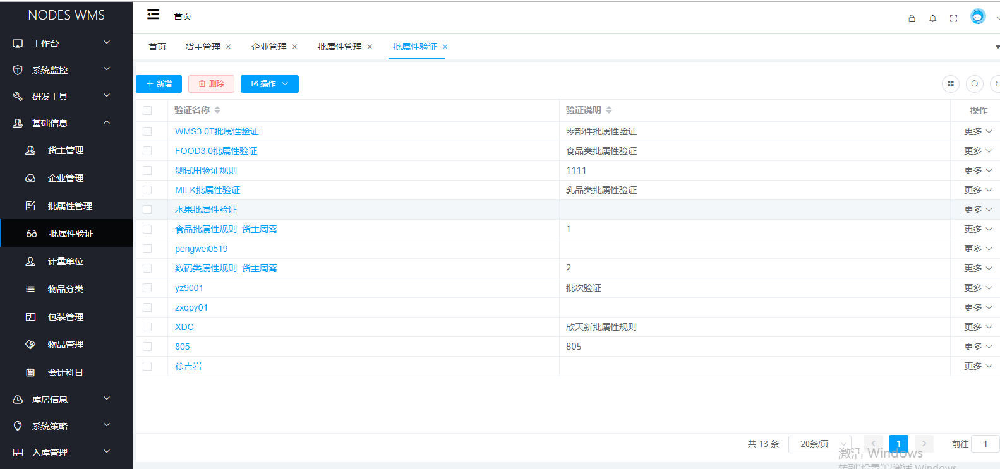 NODES WMS
首页
工作台
系统监控
研发工具
基础信息
货主管理
企业管理
批属性管理
批属性验证
计量单位
物品分类
包装管理
物品管理
会计科目
库房信息
系统策略
入库管理
首页 货主管理 企业管理 批属性管理 批属性验证
新增 删除 操作
验证名称 验证说明 操作
WMS3.0T批属性验证 零部件批属性验证 更多
FOOD3.0批属性验证 食品类批属性验证 更多
测试用验证规则 1111 更多
MILK批属性验证 乳品类批属性验证 更多
水果批属性验证 更多
食品批属性规则_货主周霄 1 更多
pengwei0519 更多
数码类属性规则_货主周霄 2 更多
yz9001 批次验证 更多
zxqpy01 更多
XDC 欣天新批属性规则 更多
805 805 更多
徐吉岩 更多
共 13 条 20条/页 1 前往 1
激活 Windows
转到"设置"以激活 Windows